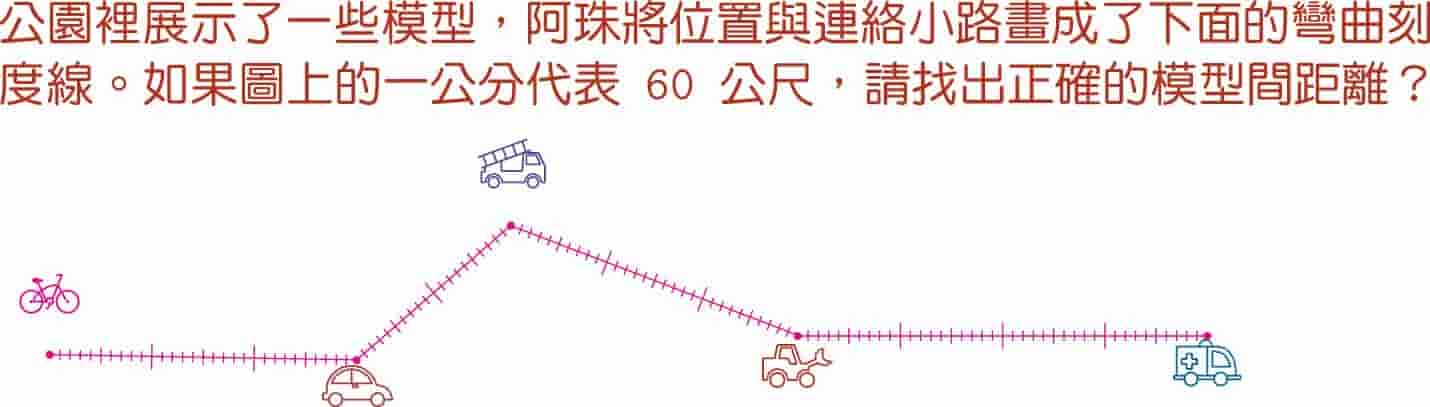 公園裡展示了一些模型，阿珠將位置與連絡小路畫成了下面的彎曲刻
度線。如果圖上的一公分代表 60 公尺，請找出正確的模型間距離？